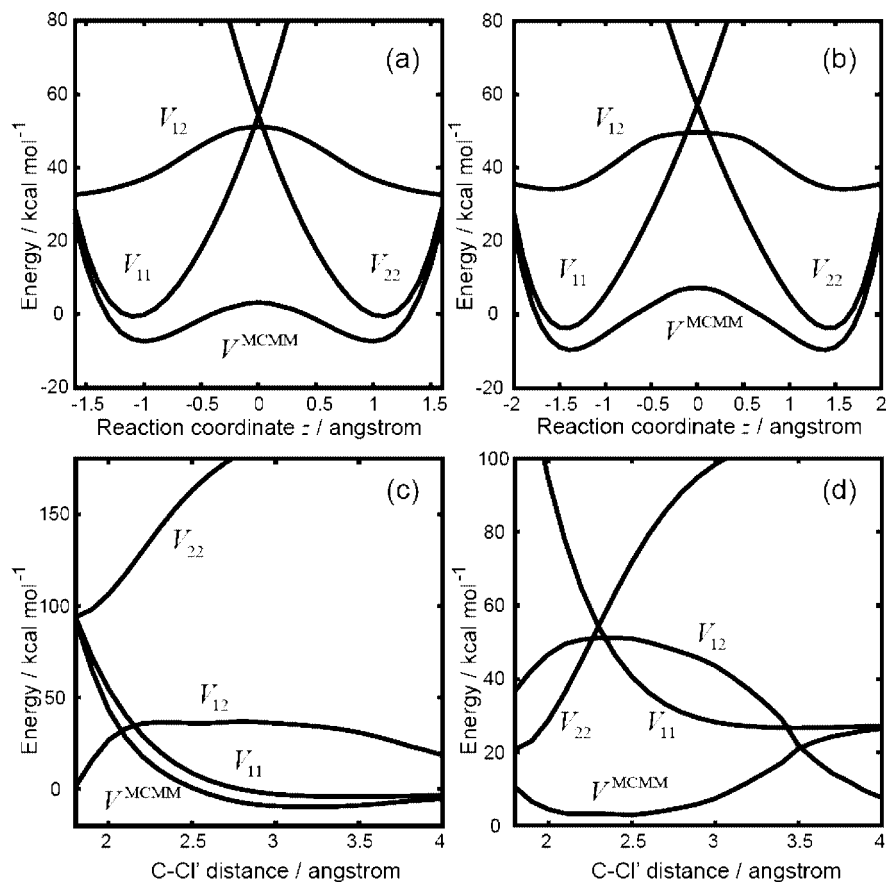 80
60
40
20
0
-20
Energy / kcal mol⁻¹
(a)
V₁₂
V₁₁
V₂₂
V^MCMM
-1.5 -1 -0.5 0 0.5 1 1.5
Reaction coordinate z / angstrom
80
60
40
20
0
-20
Energy / kcal mol⁻¹
(b)
V₁₂
V₁₁
V₂₂
V^MCMM
-2 -1.5 -1 -0.5 0 0.5 1 1.5 2
Reaction coordinate z / angstrom
150
100
50
0
-20
Energy / kcal mol⁻¹
(c)
V₂₂
V₁₂
V₁₁
V^MCMM
2 2.5 3 3.5 4
C-Cl' distance / angstrom
100
80
60
40
20
0
Energy / kcal mol⁻¹
(d)
V₁₂
V₂₂
V₁₁
V^MCMM
2 2.5 3 3.5 4
C-Cl' distance / angstrom